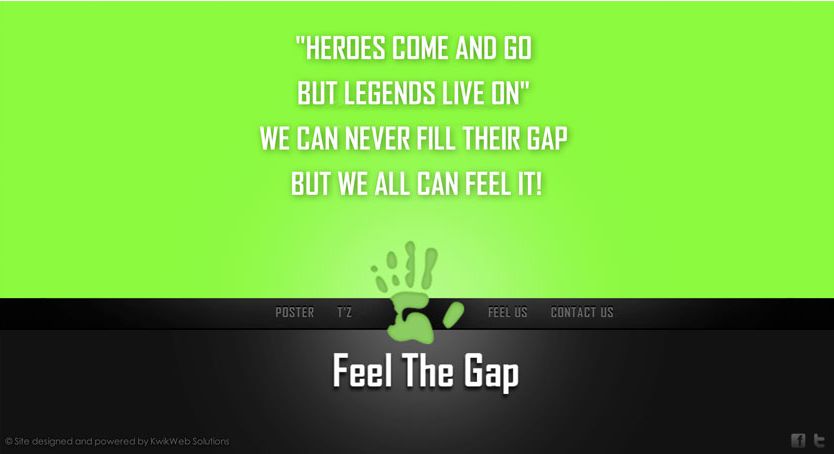 "HEROES COME AND GO
BUT LEGENDS LIVE ON"
WE CAN NEVER FILL THEIR GAP
BUT WE ALL CAN FEEL IT!
POSTER T'Z FEEL US CONTACT US
Feel The Gap
© Site designed and powered by KwikWeb Solutions